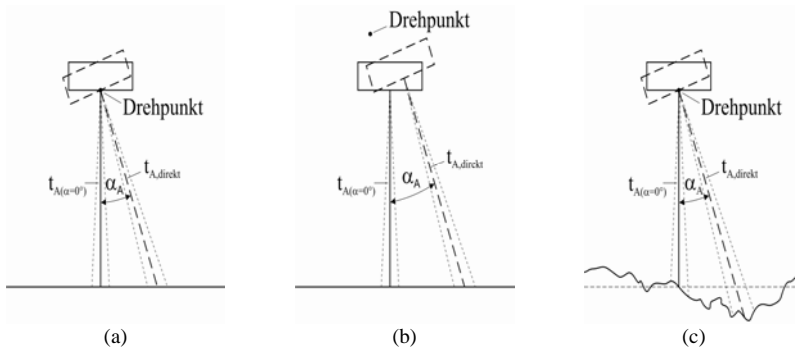 Drehpunkt
t_A(α=0°)
α_A
t_A,direkt
(a)
Drehpunkt
t_A(α=0°)
α_A
t_A,direkt
(b)
Drehpunkt
t_A(α=0°)
α_A
t_A,direkt
(c)